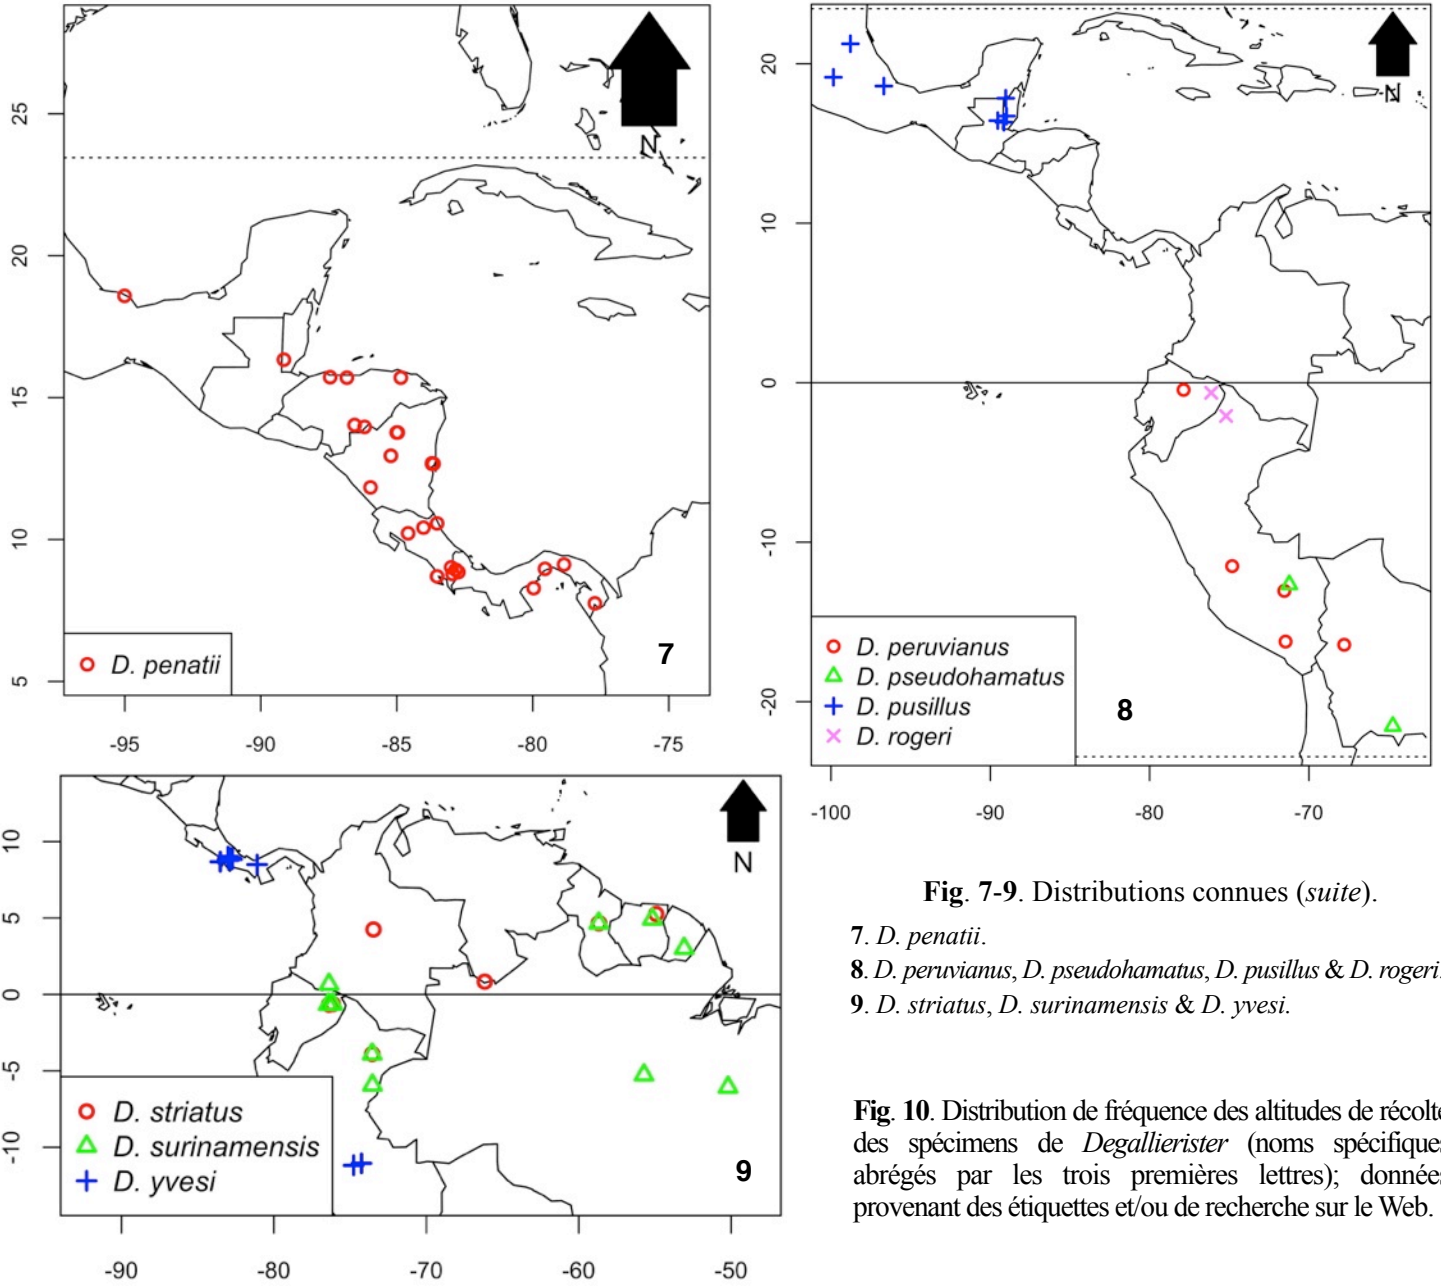 25
20
15
10
5
-95
-90
-85
-80
-75
N
D. penatii
7
20
10
0
-10
-20
-100
-90
-80
-70
N
D. peruvianus
D. pseudohamatus
D. pusillus
D. rogeri
8
10
5
0
-5
-10
-90
-80
-70
-60
-50
N
D. striatus
D. surinamensis
D. yvesi
9
Fig. 7-9. Distributions connues (suite).
7. D. penatii.
8. D. peruvianus, D. pseudohamatus, D. pusillus & D. rogeri.
9. D. striatus, D. surinamensis & D. yvesi.
Fig. 10. Distribution de fréquence des altitudes de récolte
des spécimens de Degallierister (noms spécifiques
abrégés par les trois premières lettres); données
provenant des étiquettes et/ou de recherche sur le Web.